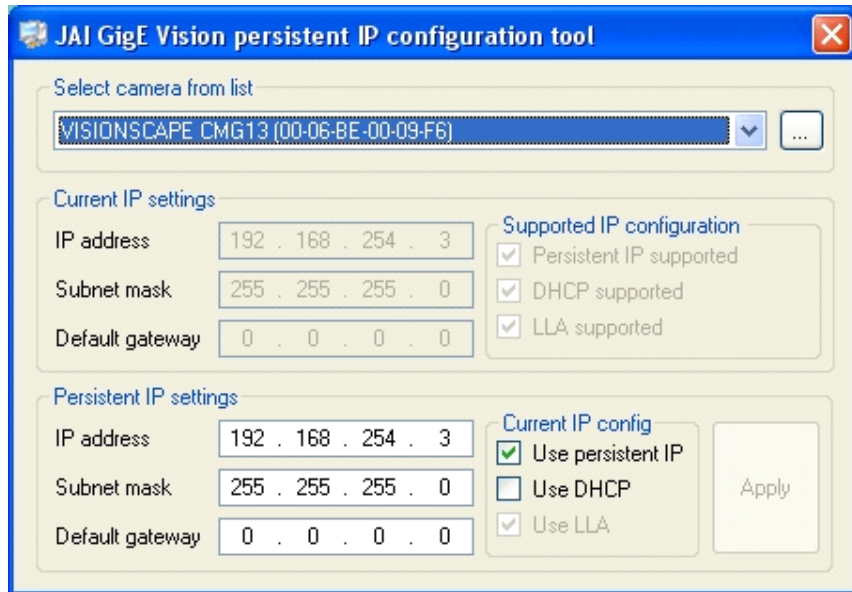 JAI GigE Vision persistent IP configuration tool
Select camera from list
VISIONSCAPE CMG13 (00-06-BE-00-09-F6)
...
Current IP settings
IP address 192 . 168 . 254 . 3
Subnet mask 255 . 255 . 255 . 0
Default gateway 0 . 0 . 0 . 0
Supported IP configuration
Persistent IP supported
DHCP supported
LLA supported
Persistent IP settings
IP address 192 . 168 . 254 . 3
Subnet mask 255 . 255 . 255 . 0
Default gateway 0 . 0 . 0 . 0
Current IP config
Use persistent IP
Use DHCP
Use LLA
Apply